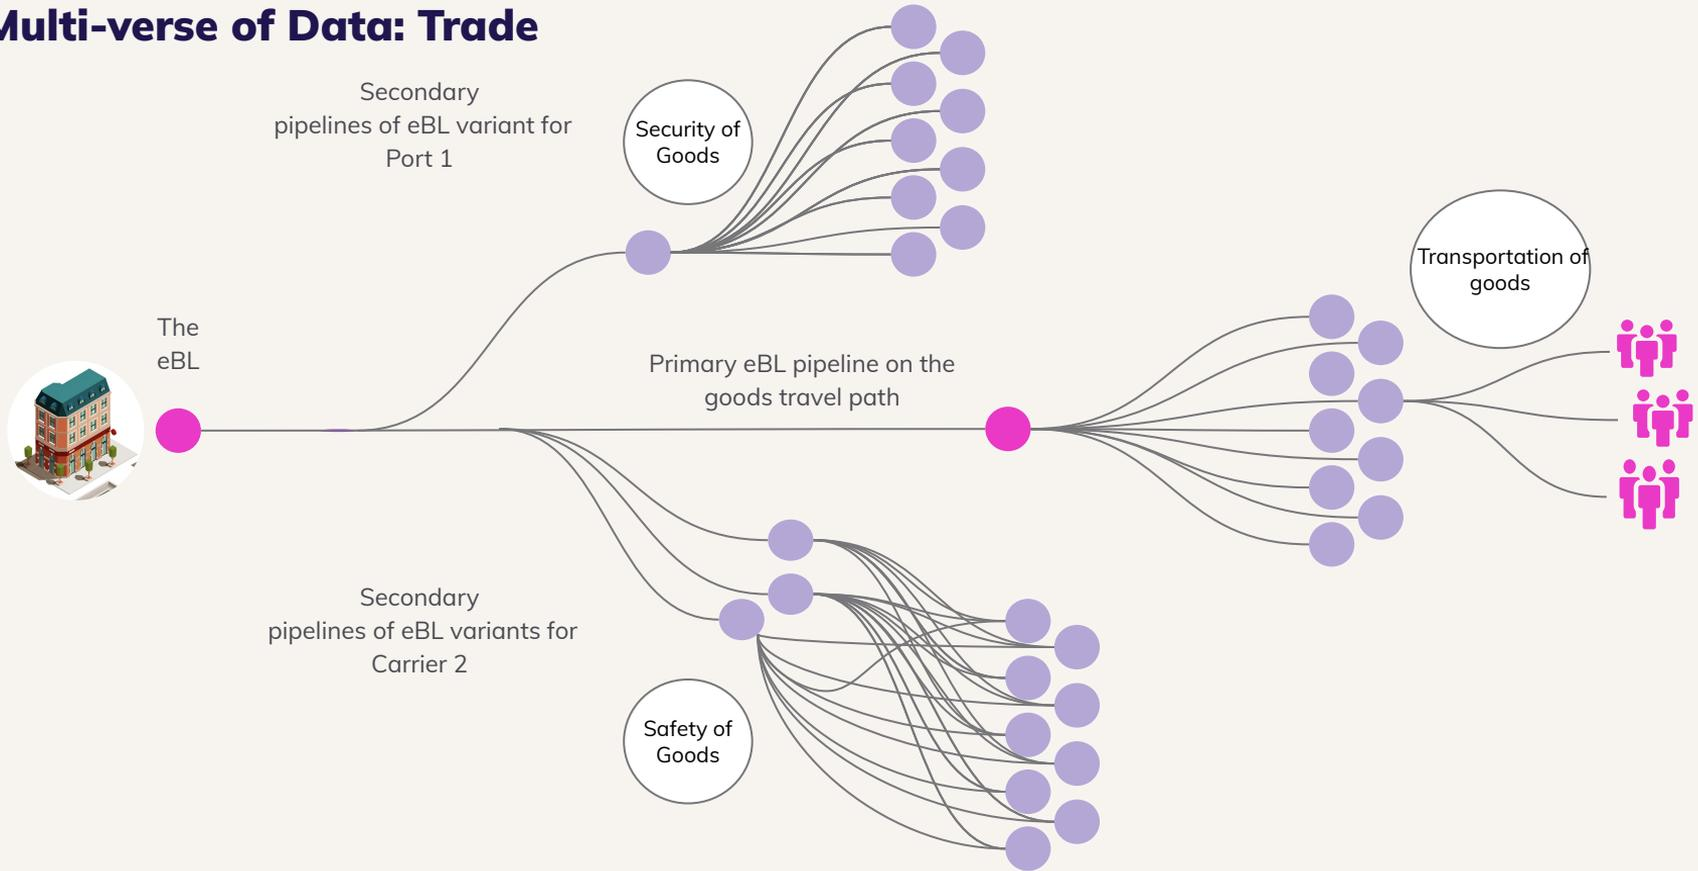 Multi-verse of Data: Trade
Secondary
pipelines of eBL variant for
Port 1
Security of
Goods
Transportation of
goods
The
eBL
Primary eBL pipeline on the
goods travel path
Secondary
pipelines of eBL variants for
Carrier 2
Safety of
Goods